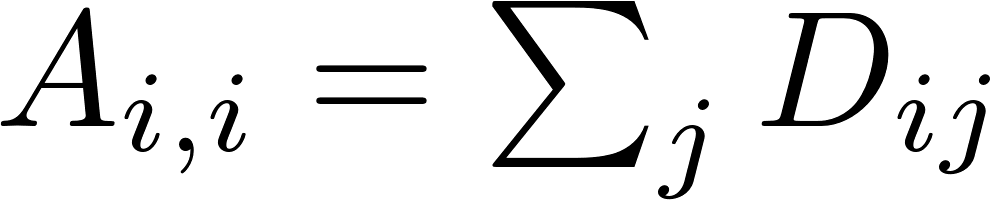 A_{i,i} = \sum_j D_{ij}